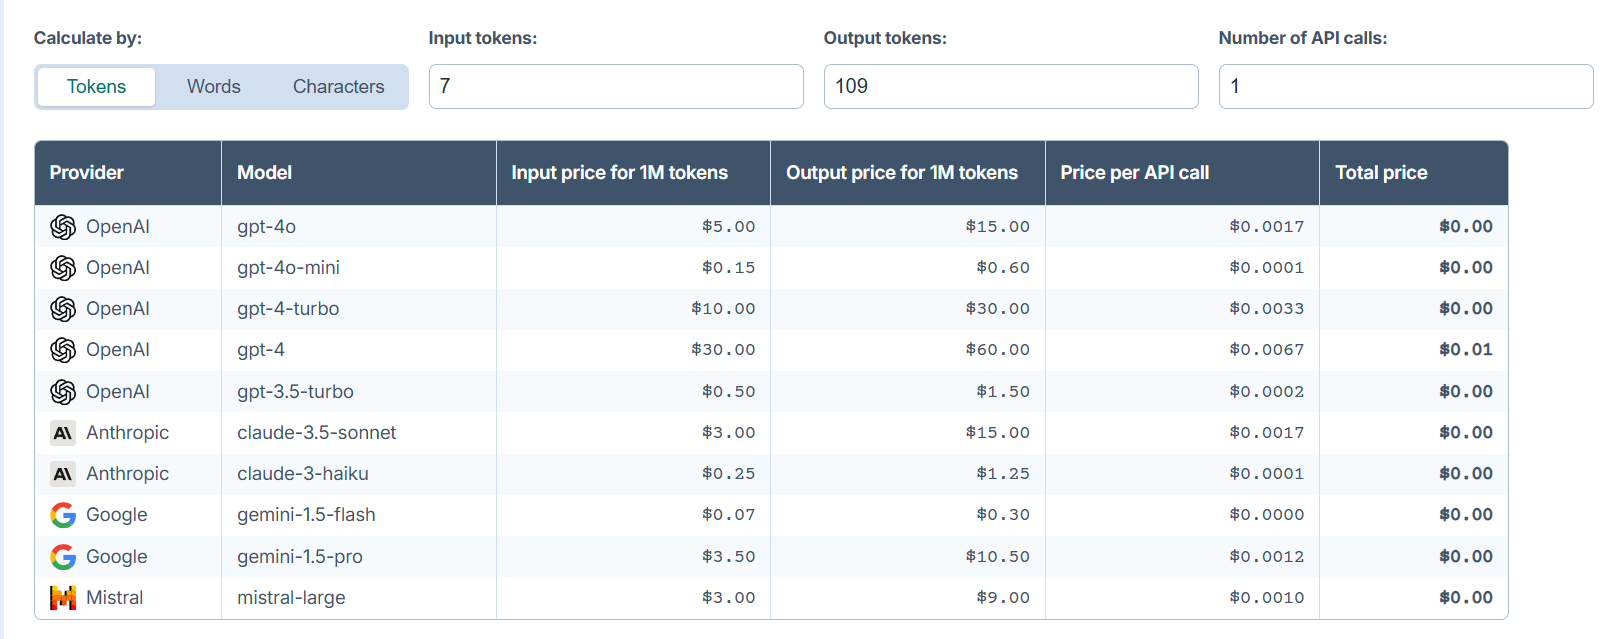 Calculate by: Input tokens: Output tokens: Number of API calls:
Tokens Words Characters 7 109 1
Provider Model Input price for 1M tokens Output price for 1M tokens Price per API call Total price
OpenAI gpt-4o $5.00 $15.00 $0.0017 $0.00
OpenAI gpt-4o-mini $0.15 $0.60 $0.0001 $0.00
OpenAI gpt-4-turbo $10.00 $30.00 $0.0033 $0.00
OpenAI gpt-4 $30.00 $60.00 $0.0067 $0.01
OpenAI gpt-3.5-turbo $0.50 $1.50 $0.0002 $0.00
Anthropic claude-3.5-sonnet $3.00 $15.00 $0.0017 $0.00
Anthropic claude-3-haiku $0.25 $1.25 $0.0001 $0.00
Google gemini-1.5-flash $0.07 $0.30 $0.0000 $0.00
Google gemini-1.5-pro $3.50 $10.50 $0.0012 $0.00
Mistral mistral-large $3.00 $9.00 $0.0010 $0.00